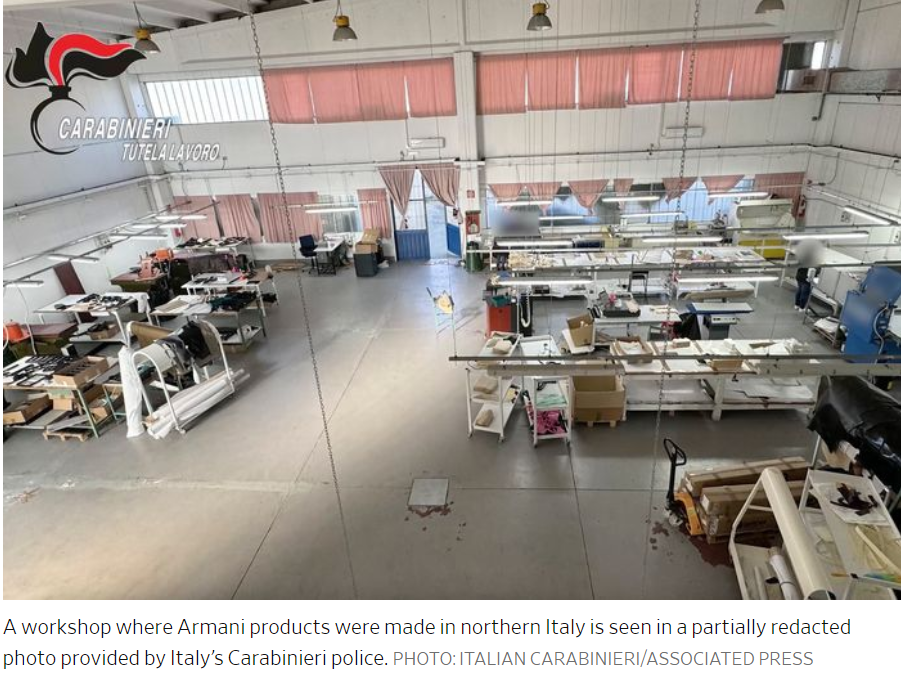 CARABINIERI
TUTELA LAVORO
A workshop where Armani products were made in northern Italy is seen in a partially redacted
photo provided by Italy’s Carabinieri police. PHOTO: ITALIAN CARABINIERI/ASSOCIATED PRESS